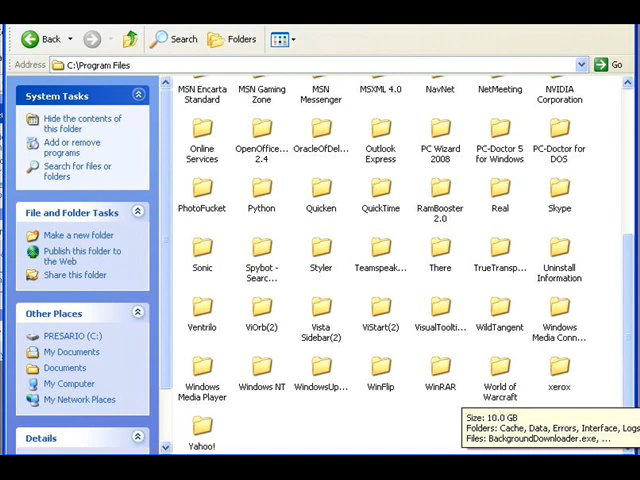 Back
Search
Folders
Address
C:\Program Files
Go
System Tasks
Hide the contents of
this folder
Add or remove
programs
Search for files or
folders
File and Folder Tasks
Make a new folder
Publish this folder to
the Web
Share this folder
Other Places
PRESARIO (C:)
My Documents
Documents
My Computer
My Network Places
Details
MSN Encarta
Standard
MSN Gaming
Zone
MSN
Messenger
MSXML 4.0
NavNet
NetMeeting
NVIDIA
Corporation
Online
Services
OpenOffice...
2.4
OracleOfDel...
Outlook
Express
PC Wizard
2008
PC-Doctor 5
for Windows
PC-Doctor for
DOS
PhotoFucket
Python
Quicken
QuickTime
RamBooster
2.0
Real
Skype
Sonic
Spybot -
Searc...
Styler
Teamspeak...
There
TrueTransp...
Uninstall
Information
Ventrilo
ViOrb(2)
Vista
Sidebar(2)
ViStart(2)
VisualToolti...
WildTangent
Windows
Media Conn...
Windows
Media Player
Windows NT
WindowsUp...
WinFlip
WinRAR
World of
Warcraft
xerox
Yahoo!
Size: 10.0 GB
Folders: Cache, Data, Errors, Interface, Logs
Files: BackgroundDownloader.exe, ...